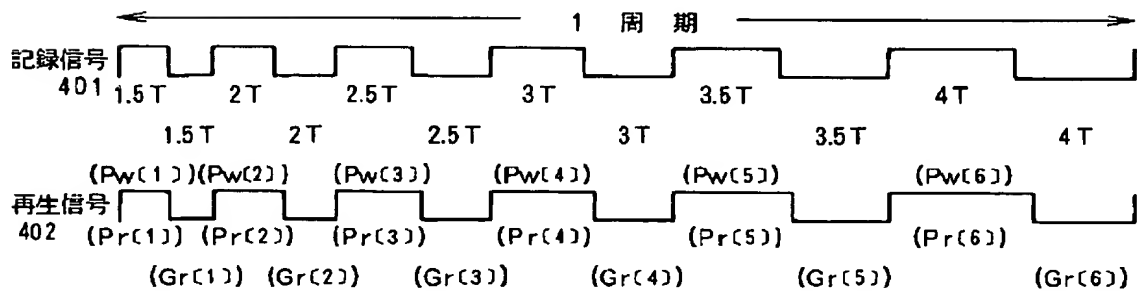 1 周 期
記録信号
401
1.5T 2T 2.5T 3T 3.5T 4T
1.5T 2T 2.5T 3T 3.5T 4T
(Pw(1))(Pw(2)) (Pw(3)) (Pw(4)) (Pw(5)) (Pw(6))
再生信号
402
(Pr(1)) (Pr(2)) (Pr(3)) (Pr(4)) (Pr(5)) (Pr(6))
(Gr(1)) (Gr(2)) (Gr(3)) (Gr(4)) (Gr(5)) (Gr(6))